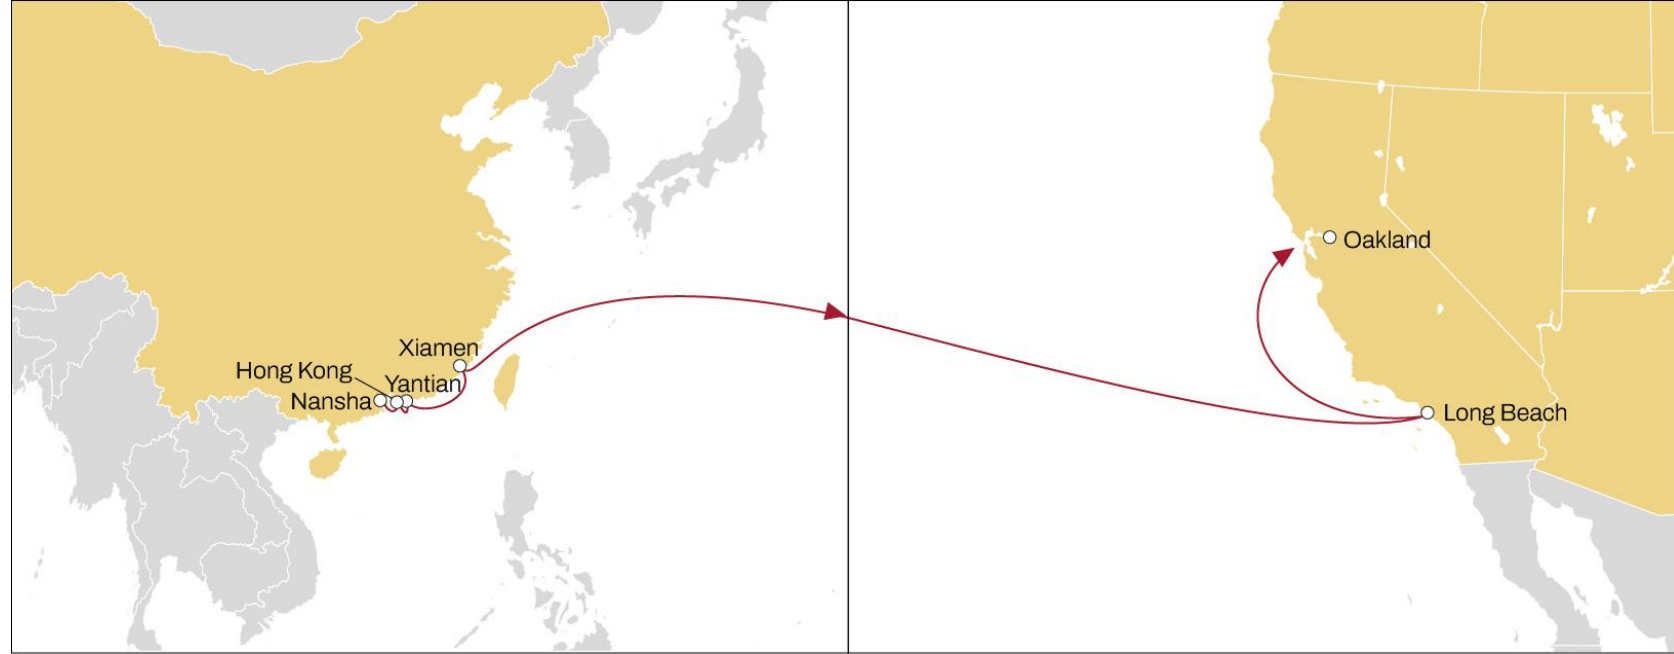 Xiamen
Hong Kong
Yantian
Nansha
Oakland
Long Beach